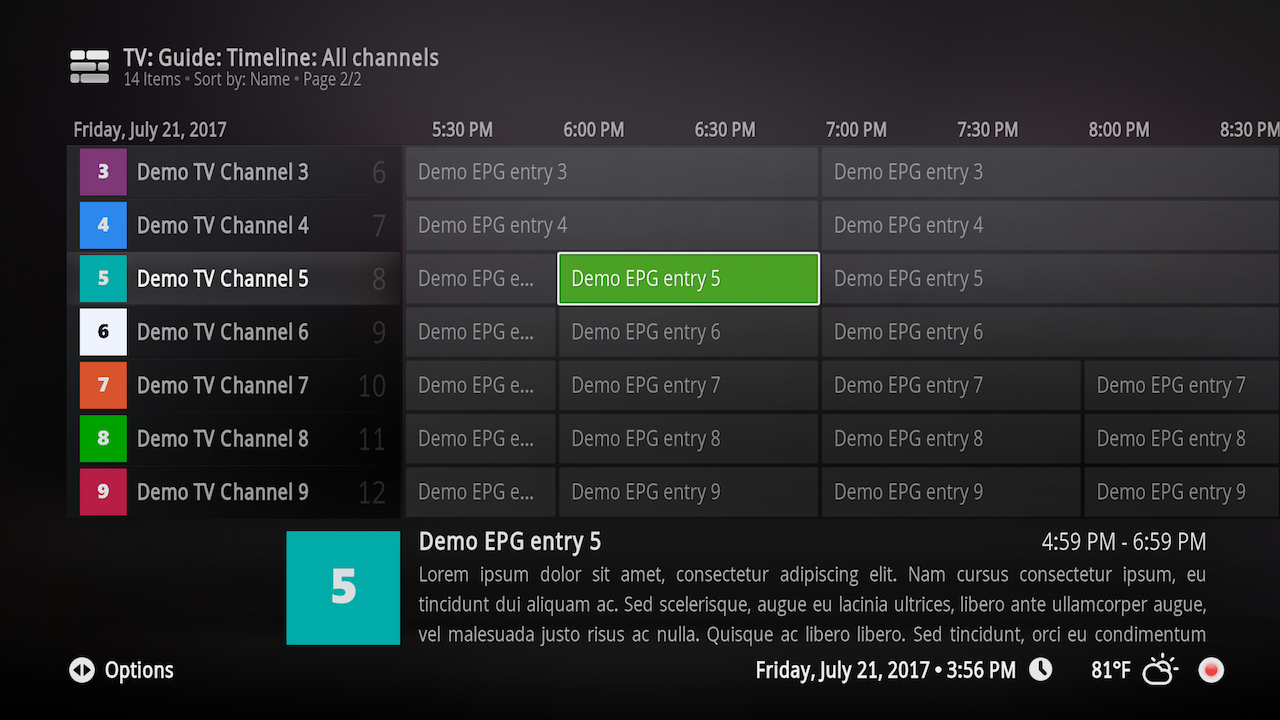 TV: Guide: Timeline: All channels
14 Items • Sort by: Name • Page 2/2
Friday, July 21, 2017 5:30 PM 6:00 PM 6:30 PM 7:00 PM 7:30 PM 8:00 PM 8:30 PM
3 Demo TV Channel 3 6 Demo EPG entry 3 Demo EPG entry 3
4 Demo TV Channel 4 7 Demo EPG entry 4 Demo EPG entry 4
5 Demo TV Channel 5 8 Demo EPG e... Demo EPG entry 5 Demo EPG entry 5
6 Demo TV Channel 6 9 Demo EPG e... Demo EPG entry 6 Demo EPG entry 6
7 Demo TV Channel 7 10 Demo EPG e... Demo EPG entry 7 Demo EPG entry 7 Demo EPG entry 7
8 Demo TV Channel 8 11 Demo EPG e... Demo EPG entry 8 Demo EPG entry 8 Demo EPG entry 8
9 Demo TV Channel 9 12 Demo EPG e... Demo EPG entry 9 Demo EPG entry 9 Demo EPG entry 9
5
Demo EPG entry 5 4:59 PM - 6:59 PM
Lorem ipsum dolor sit amet, consectetur adipiscing elit. Nam cursus consectetur ipsum, eu
tincidunt dui aliquam ac. Sed scelerisque, augue eu lacinia ultrices, libero ante ullamcorper augue,
vel malesuada justo risus ac nulla. Quisque ac libero libero. Sed tincidunt, orci eu condimentum
Options Friday, July 21, 2017 • 3:56 PM 81°F